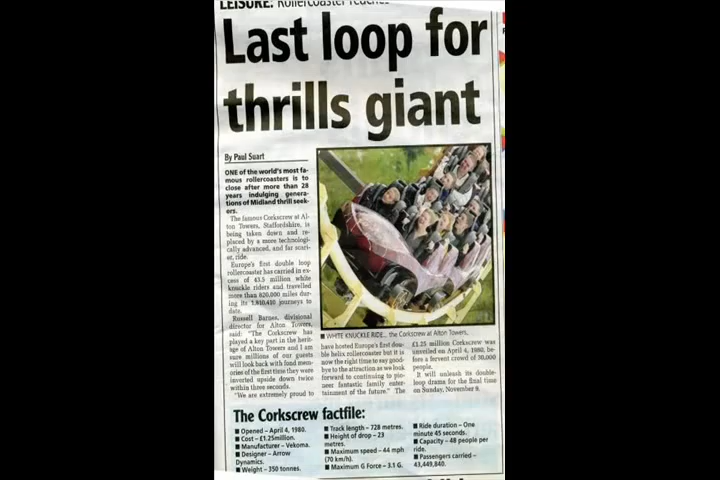 LEISURE: Rollercoaster reaches
Last loop for
thrills giant
By Paul Suart
ONE of the world's most fa-
mous rollercoasters is to
close after more than 28
years indulging genera-
tions of Midland thrill seek-
ers.
The famous Corkscrew at Al-
ton Towers, Staffordshire, is
being taken down and re-
placed by a more technologi-
cally advanced, and far scari-
er, ride.
Europe's first double loop
rollercoaster has carried in ex-
cess of 43.5 million white
knuckle riders and travelled
more than 820,000 miles dur-
ing its 1,810,410 journeys to
date.
Russell Barnes, divisional
director for Alton Towers,
said: "The Corkscrew has
played a key part in the herit-
age of Alton Towers and I am
sure millions of our guests
will look back with fond mem-
ories of the first time they were
inverted upside down twice
within three seconds.
"We are extremely proud to
■ WHITE KNUCKLE RIDE... the Corkscrew at Alton Towers.
have hosted Europe's first dou-
ble helix rollercoaster but it is
now the right time to say good-
bye to the attraction as we look
forward to continuing to pio-
neer fantastic family enter-
tainment of the future." The
£1.25 million Corkscrew was
unveiled on April 4, 1980, be-
fore a fervent crowd of 30,000
people.
It will unleash its double-
loop drama for the final time
on Sunday, November 9.
The Corkscrew factfile:
■ Opened – April 4, 1980.
■ Cost – £1.25million.
■ Manufacturer – Vekoma.
■ Designer – Arrow
Dynamics.
■ Weight – 350 tonnes.
■ Track length – 728 metres.
■ Height of drop – 23
metres.
■ Maximum speed – 44 mph
(70 km/h).
■ Maximum G Force – 3.1 G.
■ Ride duration – One
minute 45 seconds.
■ Capacity – 48 people per
ride.
■ Passengers carried –
43,449,840.